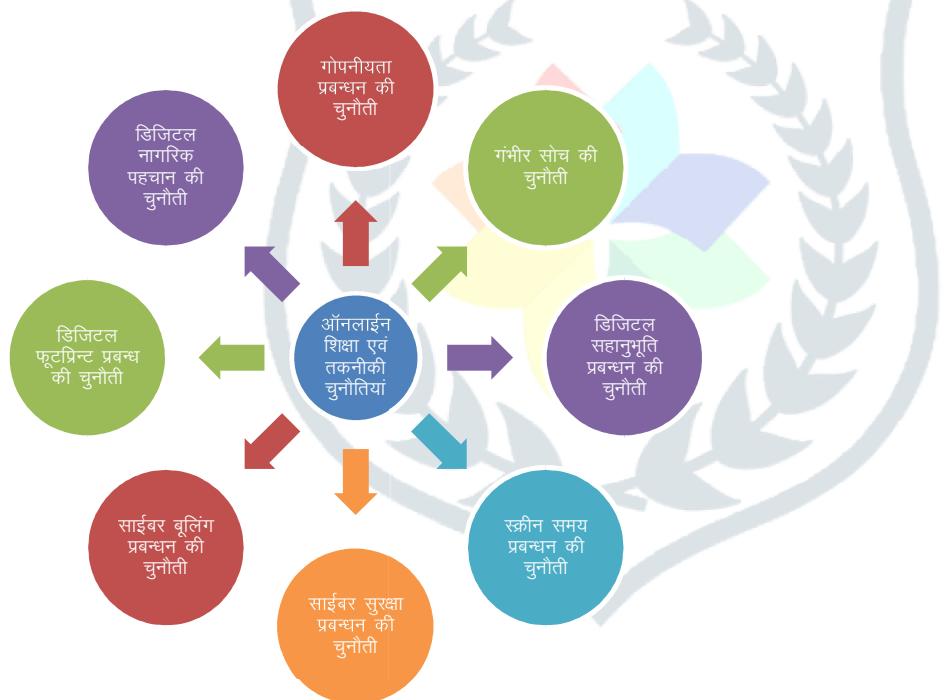 गोपनीयता
प्रबन्धन की
चुनौती
गंभीर सोच की
चुनौती
डिजिटल
सहानुभूति
प्रबन्धन की
चुनौती
स्क्रीन समय
प्रबन्धन की
चुनौती
साईबर सुरक्षा
प्रबन्धन की
चुनौती
साईबर बूलिंग
प्रबन्धन की
चुनौती
डिजिटल
फूटप्रिन्ट प्रबन्ध
की चुनौती
डिजिटल
नागरिक
पहचान की
चुनौती
ऑनलाईन
शिक्षा एवं
तकनीकी
चुनौतियां